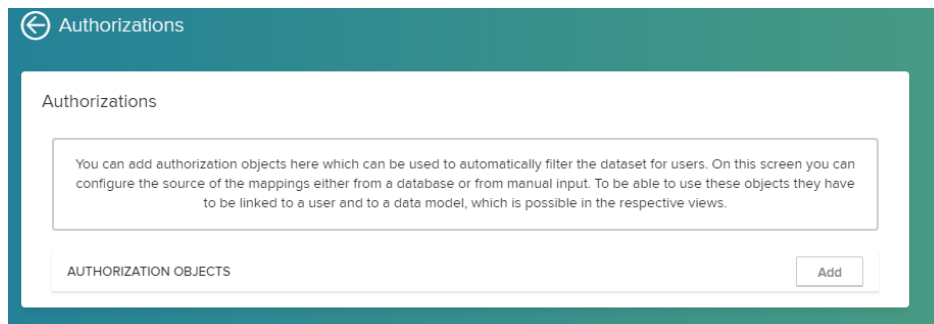 Authorizations
Authorizations
You can add authorization objects here which can be used to automatically filter the dataset for users. On this screen you can
configure the source of the mappings either from a database or from manual input. To be able to use these objects they have
to be linked to a user and to a data model, which is possible in the respective views.
AUTHORIZATION OBJECTS
Add